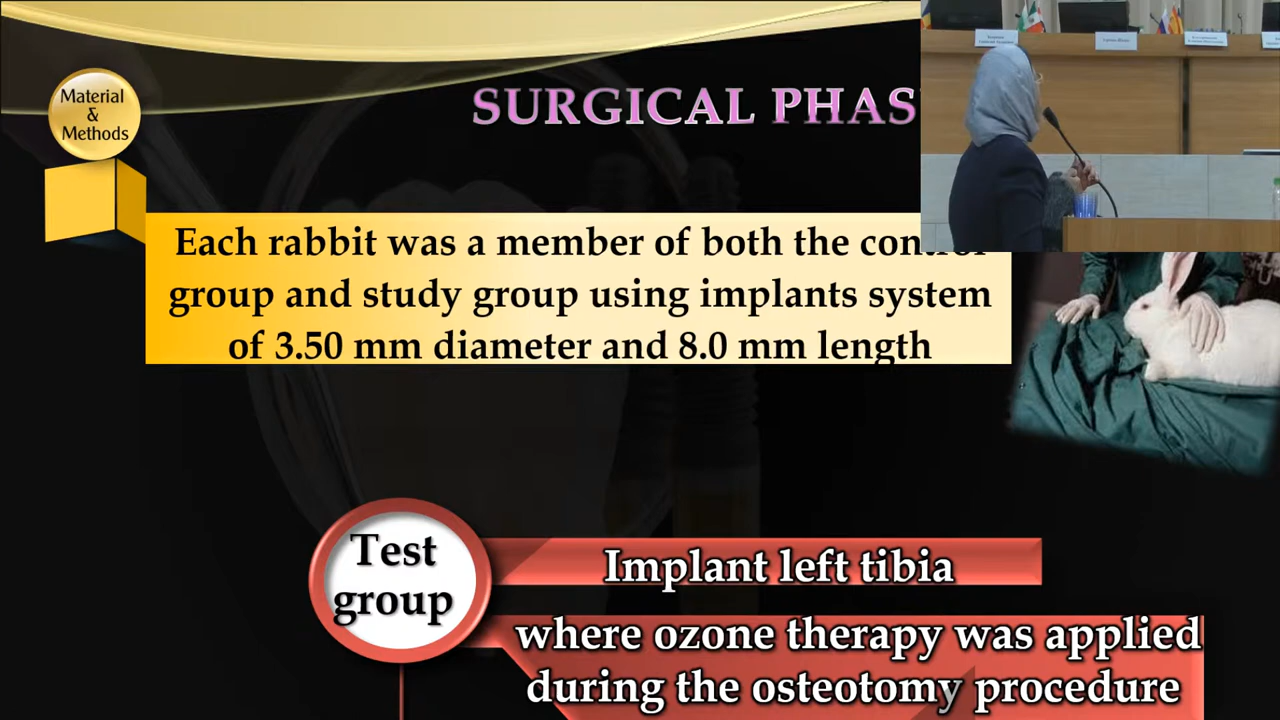 Material
&
Methods
SURGICAL PHAS
Each rabbit was a member of both the control
group and study group using implants system
of 3.50 mm diameter and 8.0 mm length
Test
group
Implant left tibia
where ozone therapy was applied
during the osteotomy procedure